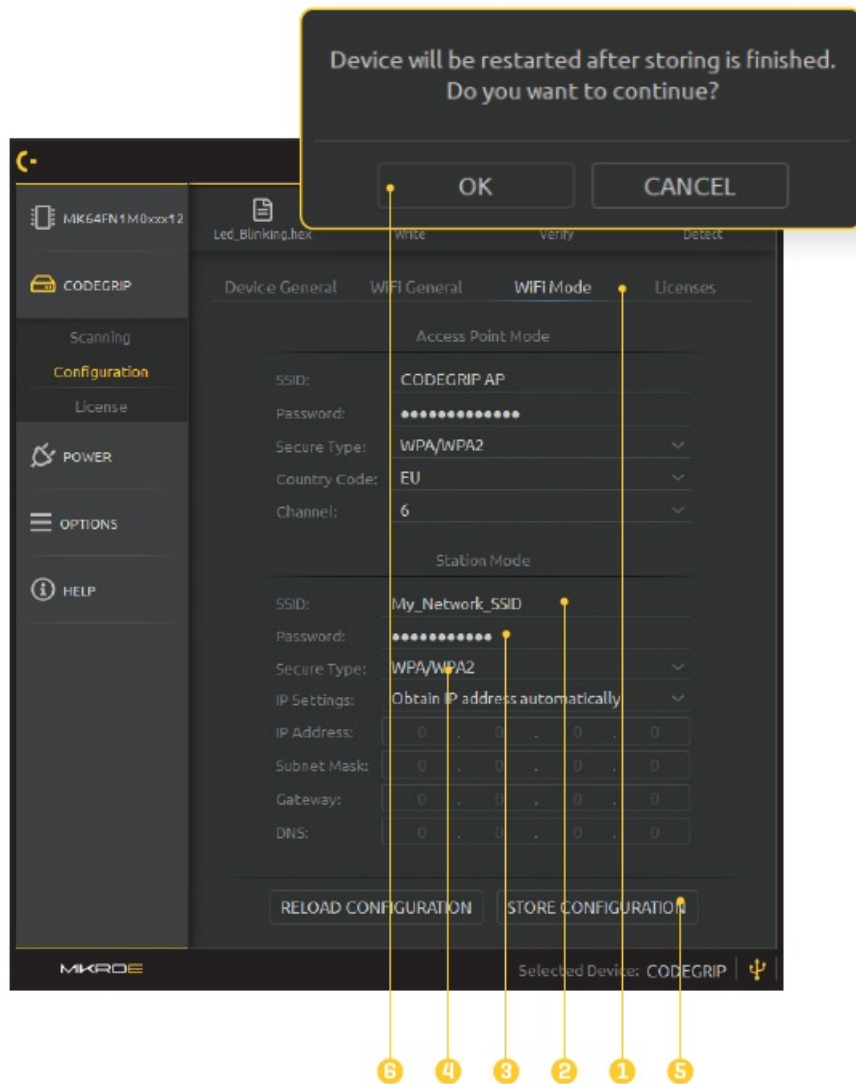 Device will be restarted after storing is finished.
Do you want to continue?
OK CANCEL
MK64FN1M0xxx12
Led_Blinking.hex Write Verify Detect
CODEGRIP
Device General WiFi General WiFi Mode Licenses
Scanning
Configuration
License
POWER
OPTIONS
HELP
Access Point Mode
SSID: CODEGRIP AP
Password: •••••••••••••
Secure Type: WPA/WPA2
Country Code: EU
Channel: 6
Station Mode
SSID: My_Network_SSID
Password: •••••••••••
Secure Type: WPA/WPA2
IP Settings: Obtain IP address automatically
IP Address: 0 . 0 . 0 . 0
Subnet Mask: 0 . 0 . 0 . 0
Gateway: 0 . 0 . 0 . 0
DNS: 0 . 0 . 0 . 0
RELOAD CONFIGURATION STORE CONFIGURATION
MIKROE Selected Device: CODEGRIP
6 4 3 2 1 5